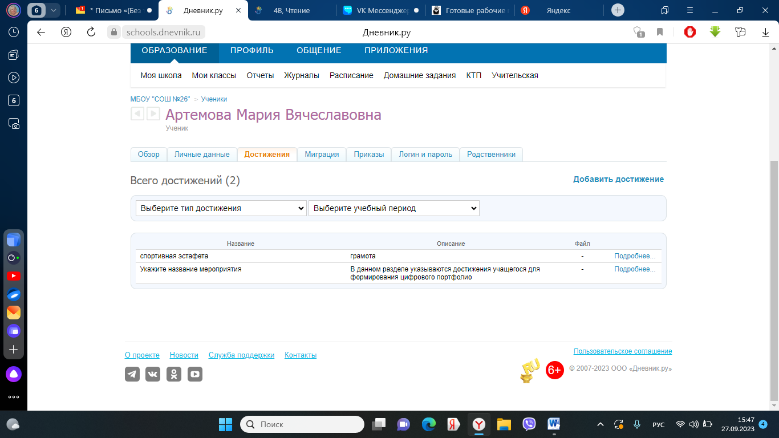 6
* Письмо «(Без
Дневник.ру
48, Чтение
VK Мессендже
Готовые рабочие
Яндекс
schools.dnevnik.ru
Дневник.ру
6
ОБРАЗОВАНИЕ ПРОФИЛЬ ОБЩЕНИЕ ПРИЛОЖЕНИЯ
Моя школа Мои классы Отчеты Журналы Расписание Домашние задания КТП Учительская
МБОУ "СОШ №26" → Ученики
Артемова Мария Вячеславовна
Ученик
Обзор Личные данные Достижения Миграция Приказы Логин и пароль Родственники
Всего достижений (2) Добавить достижение
Выберите тип достижения Выберите учебный период
Название Описание Файл
спортивная эстафета грамота - Подробнее...
Укажите название мероприятия В данном разделе указываются достижения учащегося для - Подробнее...
формирования цифрового портфолио
О проекте Новости Служба поддержки Контакты Пользовательское соглашение
RU 6+ © 2007-2023 ООО «Дневник.ру»
Поиск
РУС
15:47
27.09.2023
4